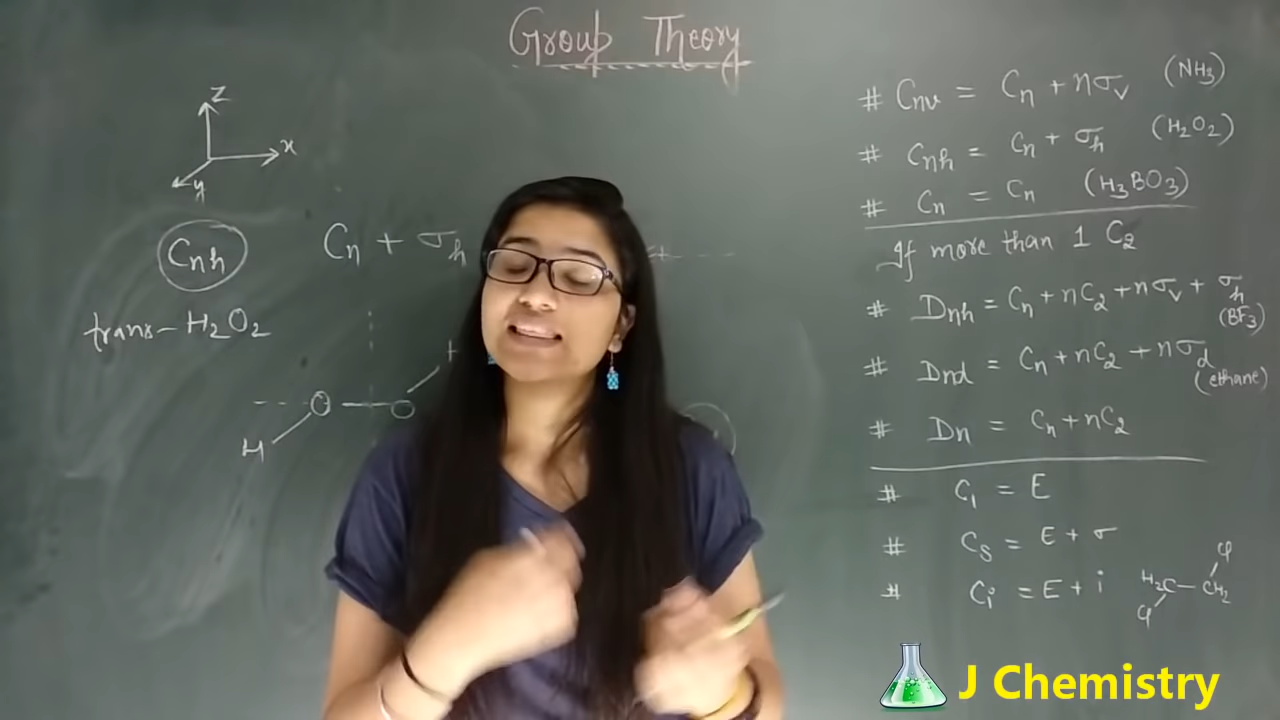 Group Theory
z
x
y
Cnh
Cn + σh
trans- H2O2
O
O
H
# Cnv = Cn + nσv (NH3)
# Cnh = Cn + σh (H2O2)
# Cn = Cn (H3BO3)
If more than 1 C2
# Dnh = Cn + nC2 + nσv + σh
(BF3)
# Dnd = Cn + nC2 + nσd
(ethane)
# Dn = Cn + nC2
# C1 = E
# Cs = E + σ
# Ci = E + i
Cl
H2C - CH2
Cl
J Chemistry